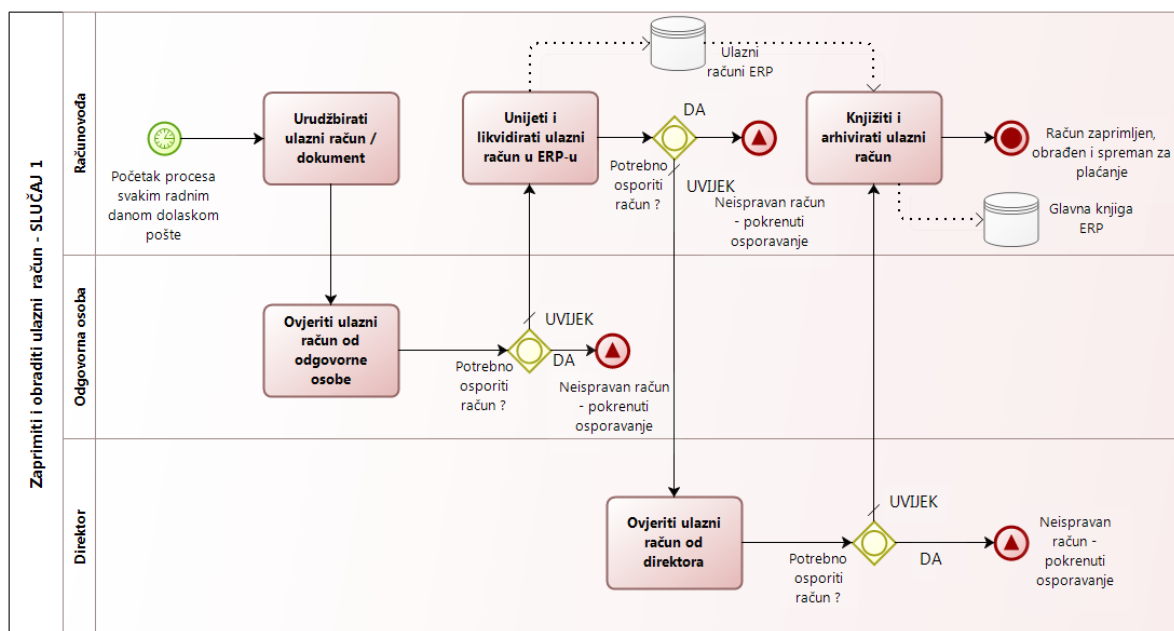 Zaprimiti i obraditi ulazni račun - SLUČAJ 1
Računovođa
Početak procesa
svakim radnim
danom dolaskom
pošte
Urudžbirati
ulazni račun /
dokument
Unijeti i
likvidirati ulazni
račun u ERP-u
Ulazni
računi ERP
Potrebno
osporiti
račun ?
DA
UVIJEK
Neispravan račun
- pokrenuti
osporavanje
Knjižiti i
arhivirati ulazni
račun
Račun zaprimljen,
obrađen i spreman za
plaćanje
Glavna knjiga
ERP
Odgovorna osoba
Ovjeriti ulazni
račun od
odgovorne
osobe
Potrebno
osporiti
račun ?
UVIJEK
DA
Neispravan račun
- pokrenuti
osporavanje
Direktor
Ovjeriti ulazni
račun od
direktora
Potrebno
osporiti
račun ?
UVIJEK
DA
Neispravan
račun -
pokrenuti
osporavanje